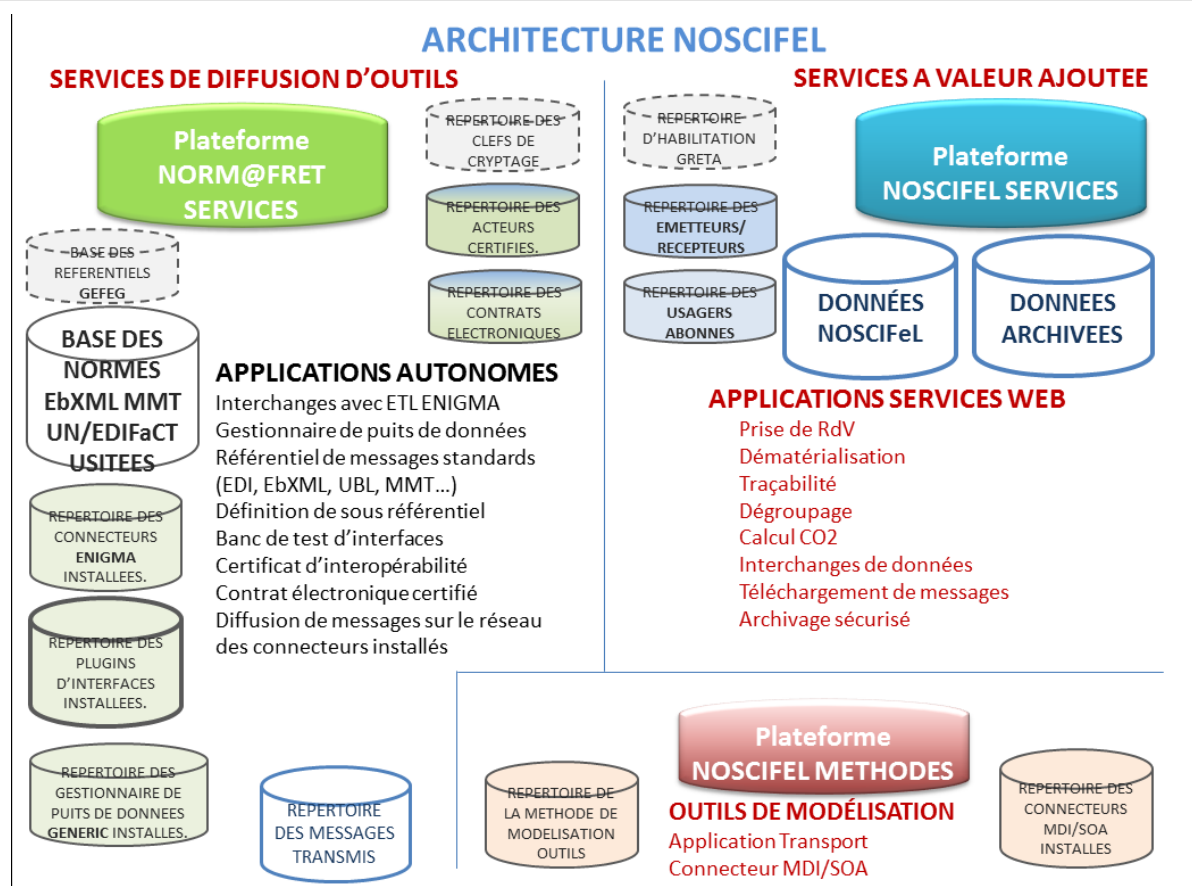 ARCHITECTURE NOSCIFEL
SERVICES DE DIFFUSION D'OUTILS
Plateforme
NORM@FRET
SERVICES
REPERTOIRE DES
CLEFS DE
CRYPTAGE
REPERTOIRE DES
ACTEURS
CERTIFIES.
REPERTOIRE DES
CONTRATS
ELECTRONIQUES
BASE DES
REFERENTIELS
GEFEG
BASE DES
NORMES
EbXML MMT
UN/EDIFaCT
USITEES
REPERTOIRE DES
CONNECTEURS
ENIGMA
INSTALLEES.
REPERTOIRE DES
PLUGINS
D'INTERFACES
INSTALLEES.
REPERTOIRE DES
GESTIONNAIRE DE
PUITS DE DONNEES
GENERIC INSTALLES.
APPLICATIONS AUTONOMES
Interchanges avec ETL ENIGMA
Gestionnaire de puits de données
Référentiel de messages standards
(EDI, EbXML, UBL, MMT...)
Définition de sous référentiel
Banc de test d'interfaces
Certificat d'interopérabilité
Contrat électronique certifié
Diffusion de messages sur le réseau
des connecteurs installés
REPERTOIRE
DES MESSAGES
TRANSMIS
SERVICES A VALEUR AJOUTEE
REPERTOIRE
D'HABILITATION
GRETA
REPERTOIRE DES
EMETTEURS/
RECEPTEURS
REPERTOIRE DES
USAGERS
ABONNES
Plateforme
NOSCIFEL SERVICES
DONNÉES
NOSCIFeL
DONNEES
ARCHIVEES
APPLICATIONS SERVICES WEB
Prise de RdV
Dématérialisation
Traçabilité
Dégroupage
Calcul CO2
Interchanges de données
Téléchargement de messages
Archivage sécurisé
REPERTOIRE DE
LA METHODE DE
MODELISATION
OUTILS
Plateforme
NOSCIFEL METHODES
OUTILS DE MODÉLISATION
Application Transport
Connecteur MDI/SOA
REPERTOIRE DES
CONNECTEURS
MDI/SOA
INSTALLES